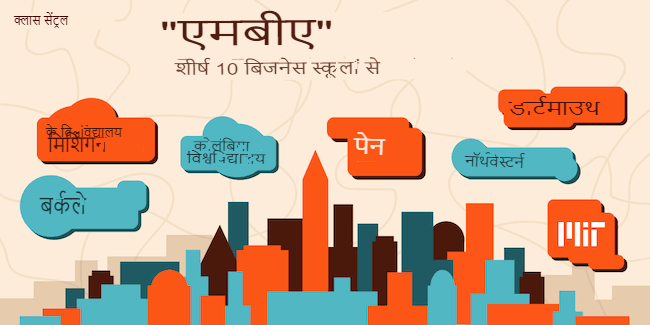 क्लास सेंट्रल
"एमबीए"
शीर्ष 10 बिजनेस स्कूलों से
डार्टमाउथ
के विश्वविद्यालय
मिशिगन
कोलंबिया
विश्वविद्यालय
पेन
नॉर्थवेस्टर्न
बर्कले
MIT